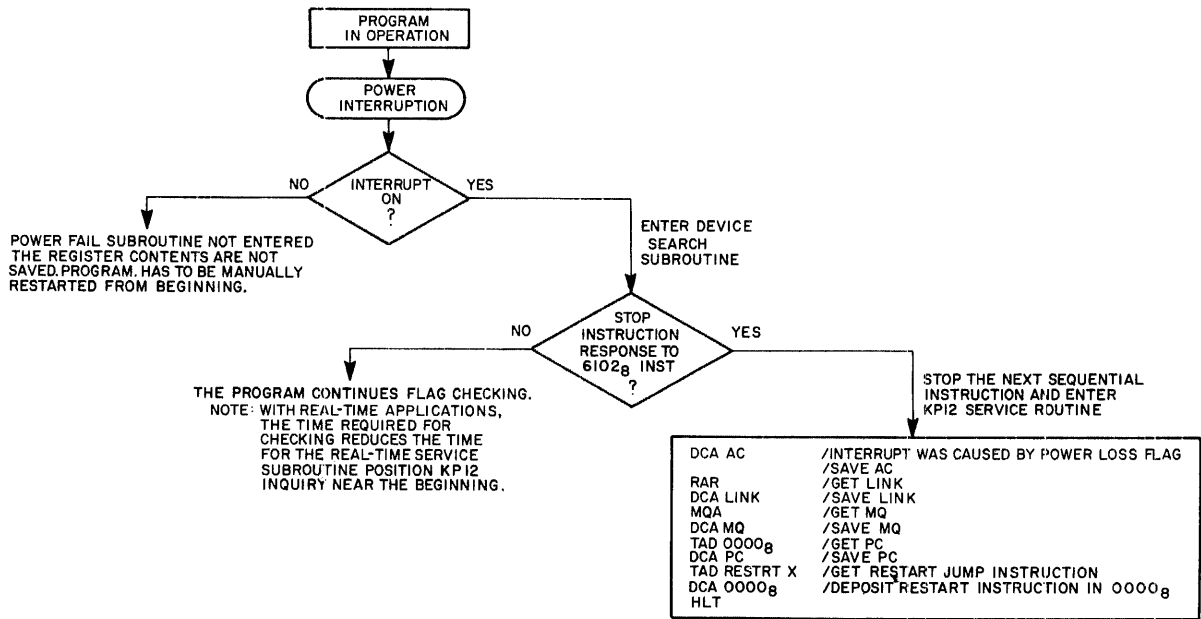 PROGRAM
IN OPERATION
POWER
INTERRUPTION
INTERRUPT
ON
?
NO
YES
POWER FAIL SUBROUTINE NOT ENTERED
THE REGISTER CONTENTS ARE NOT
SAVED. PROGRAM. HAS TO BE MANUALLY
RESTARTED FROM BEGINNING.
ENTER DEVICE
SEARCH
SUBROUTINE
STOP
INSTRUCTION
RESPONSE TO
6102₈ INST
?
NO
YES
THE PROGRAM CONTINUES FLAG CHECKING.
NOTE: WITH REAL-TIME APPLICATIONS,
THE TIME REQUIRED FOR
CHECKING REDUCES THE TIME
FOR THE REAL-TIME SERVICE
SUBROUTINE POSITION KP12
INQUIRY NEAR THE BEGINNING.
STOP THE NEXT SEQUENTIAL
INSTRUCTION AND ENTER
KP12 SERVICE ROUTINE
DCA AC /INTERRUPT WAS CAUSED BY POWER LOSS FLAG
/SAVE AC
RAR /GET LINK
DCA LINK /SAVE LINK
MQA /GET MQ
DCA MQ /SAVE MQ
TAD 0000₈ /GET PC
DCA PC /SAVE PC
TAD RESTRT X /GET RESTART JUMP INSTRUCTION
DCA 0000₈ /DEPOSIT RESTART INSTRUCTION IN 0000₈
HLT